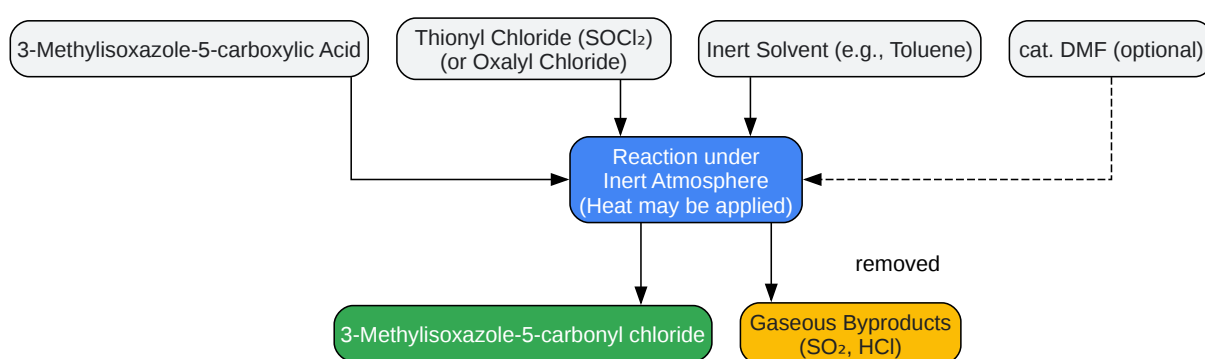 3-Methylisoxazole-5-carboxylic Acid
Thionyl Chloride (SOCl₂)
(or Oxalyl Chloride)
Inert Solvent (e.g., Toluene)
cat. DMF (optional)
Reaction under
Inert Atmosphere
(Heat may be applied)
removed
3-Methylisoxazole-5-carbonyl chloride
Gaseous Byproducts
(SO₂, HCl)